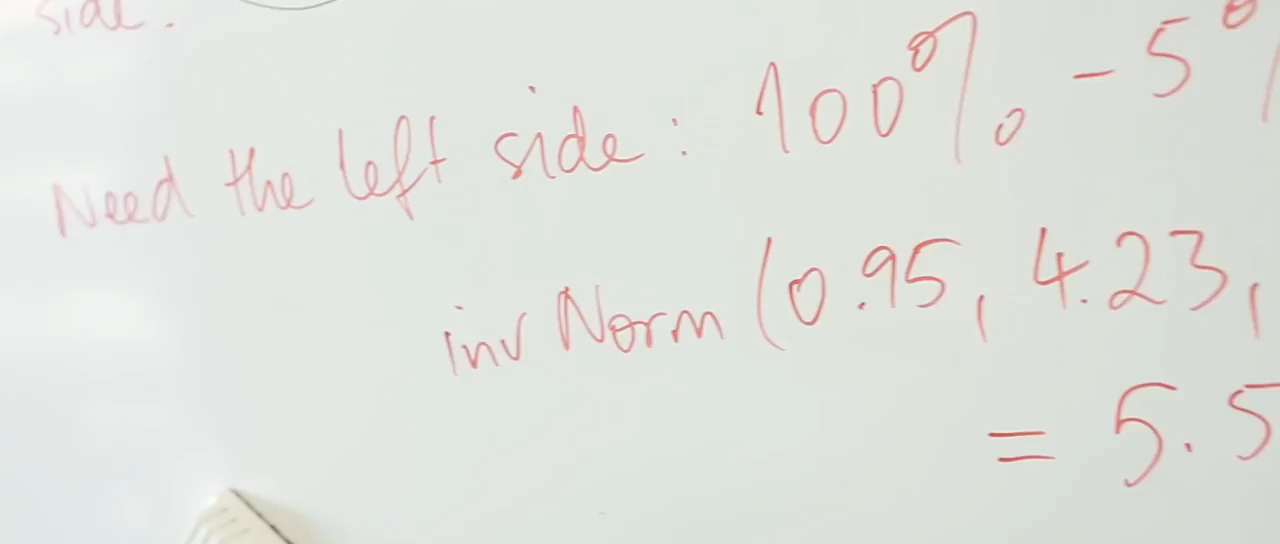 side.
Need the left side: 100% - 5%
inv Norm (0.95, 4.23,
= 5.5